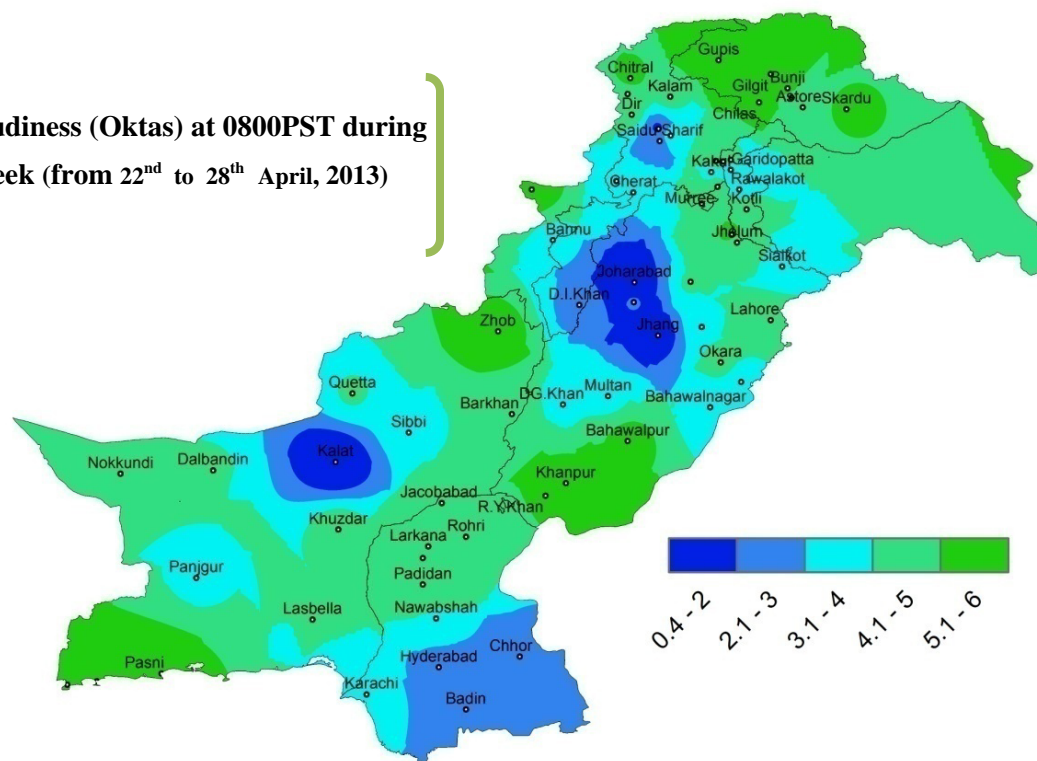 udiness (Oktas) at 0800PST during
eek (from 22nd to 28th April, 2013)
Gupis
Chitral
Bunji
Gilgit
Kalam
Astore
Skardu
Dir
Chilas
Saidu Sharif
Kakul
Garidopatta
Cherat
Rawalakot
Murree
Kotli
Bannu
Jhelum
Sialkot
Joharabad
D.I.Khan
Lahore
Zhob
Jhang
Okara
Quetta
DG.Khan
Multan
Barkhan
Bahawalnagar
Sibbi
Bahawalpur
Kalat
Nokkundi
Dalbandin
Khanpur
Jacobabad
R.Y.Khan
Khuzdar
Rohri
Larkana
Panjgur
Padidan
Lasbella
Nawabshah
Chhor
Pasni
Hyderabad
Karachi
Badin
0.4 - 2
2.1 - 3
3.1 - 4
4.1 - 5
5.1 - 6